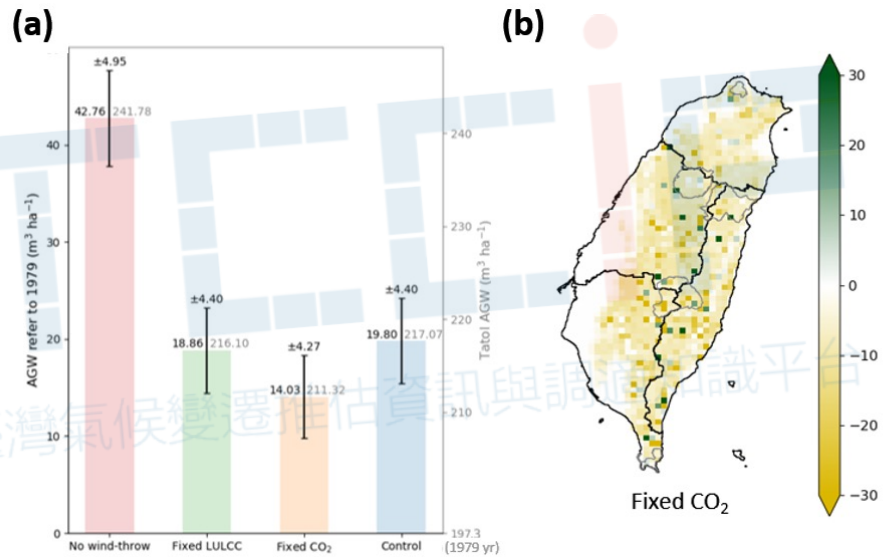 (a)
(b)
±4.95
42.76
241.78
±4.40
18.86
216.10
±4.27
14.03
211.32
±4.40
19.80
217.07
AGW refer to 1979 (m³ ha⁻¹)
40
30
20
10
0
240
230
220
210
197.3
(1979 yr)
Tatol AGW (m³ ha⁻¹)
No wind-throw
Fixed LULCC
Fixed CO₂
Control
30
20
10
0
−10
−20
−30
Fixed CO₂
臺灣氣候變遷推估資訊與調適知識平台